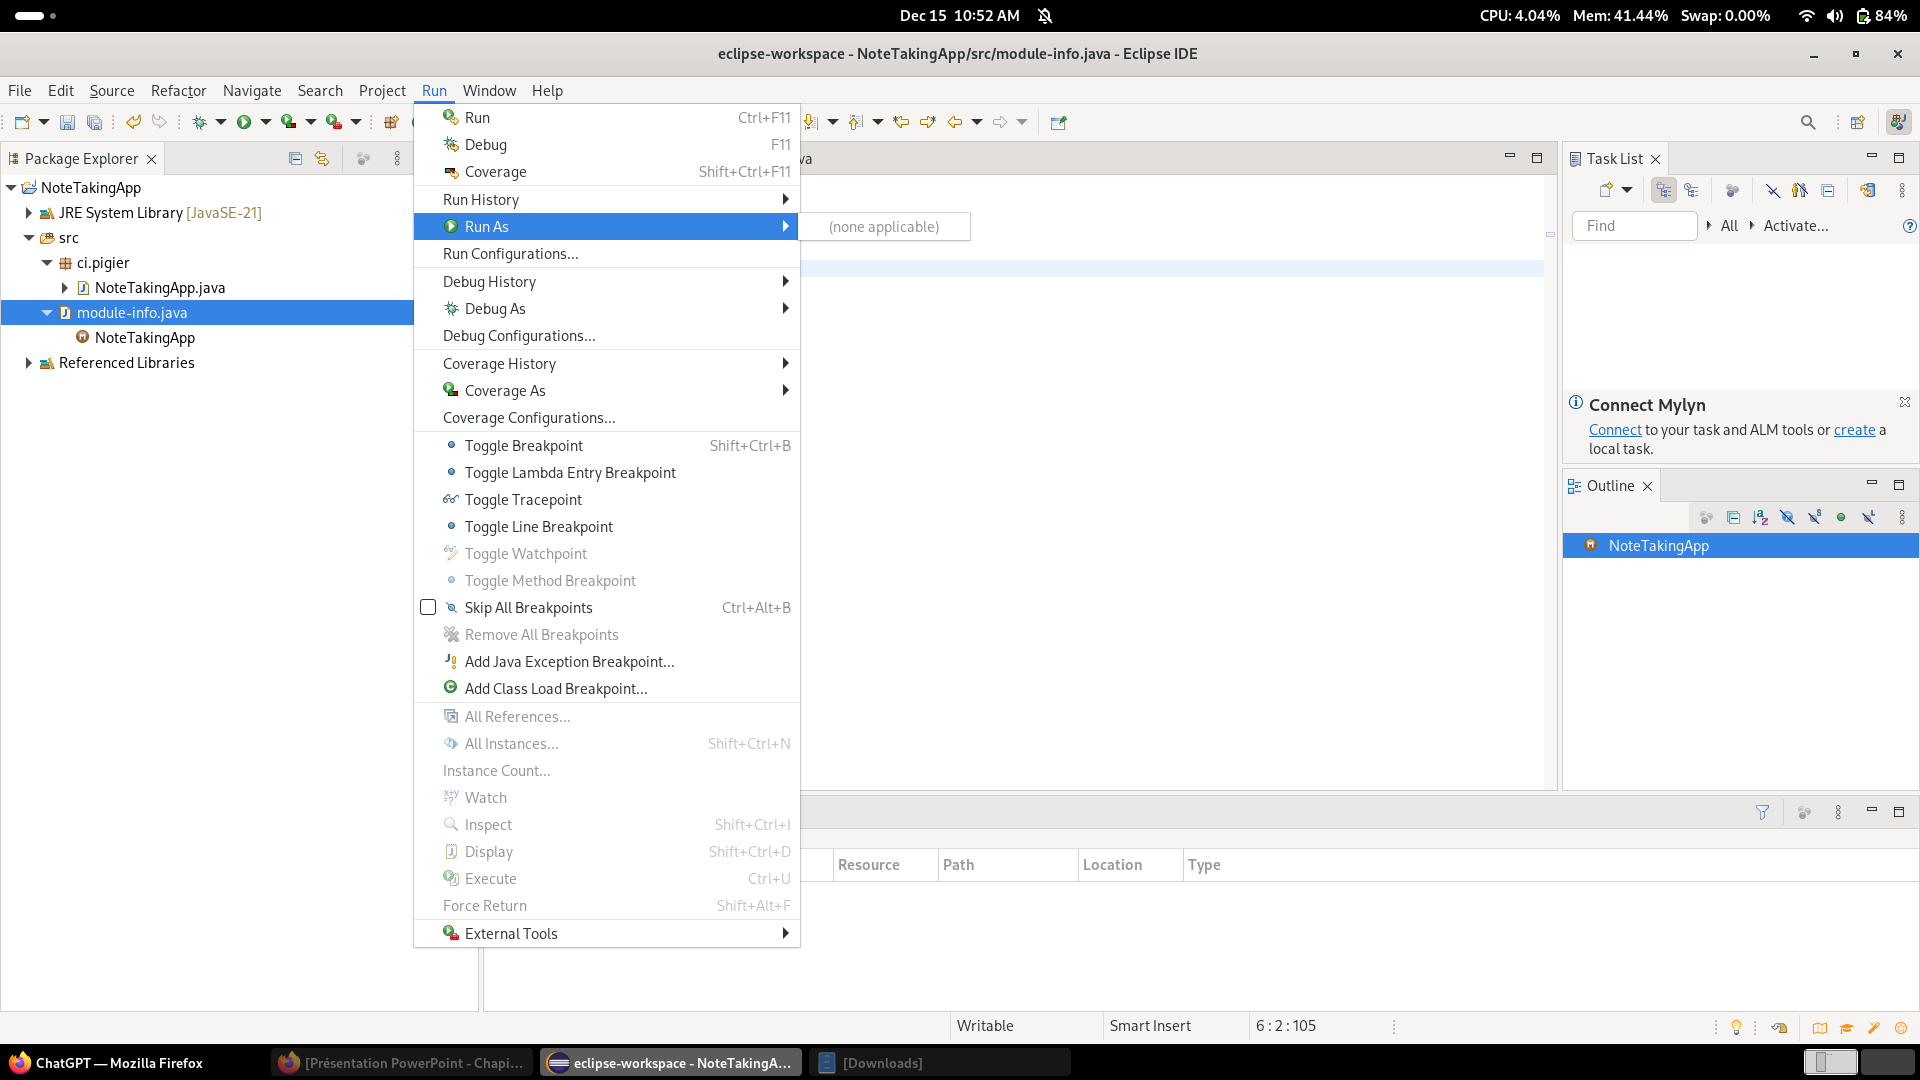 Dec 15 10:52 AM
CPU: 4.04% Mem: 41.44% Swap: 0.00% 84%
eclipse-workspace - NoteTakingApp/src/module-info.java - Eclipse IDE
File Edit Source Refactor Navigate Search Project Run Window Help
Package Explorer
NoteTakingApp
JRE System Library [JavaSE-21]
src
ci.pigier
NoteTakingApp.java
module-info.java
NoteTakingApp
Referenced Libraries
Run Ctrl+F11
Debug F11
Coverage Shift+Ctrl+F11
Run History
Run As
(none applicable)
Run Configurations...
Debug History
Debug As
Debug Configurations...
Coverage History
Coverage As
Coverage Configurations...
Toggle Breakpoint Shift+Ctrl+B
Toggle Lambda Entry Breakpoint
Toggle Tracepoint
Toggle Line Breakpoint
Toggle Watchpoint
Toggle Method Breakpoint
Skip All Breakpoints Ctrl+Alt+B
Remove All Breakpoints
Add Java Exception Breakpoint...
Add Class Load Breakpoint...
All References...
All Instances... Shift+Ctrl+N
Instance Count...
Watch
Inspect Shift+Ctrl+I
Display Shift+Ctrl+D
Execute Ctrl+U
Force Return Shift+Alt+F
External Tools
va
Task List
Find All Activate...
Connect Mylyn
Connect to your task and ALM tools or create a
local task.
Outline
NoteTakingApp
Resource Path Location Type
Writable Smart Insert 6 : 2 : 105
ChatGPT — Mozilla Firefox
[Présentation PowerPoint - Chapi...
eclipse-workspace - NoteTakingA...
[Downloads]